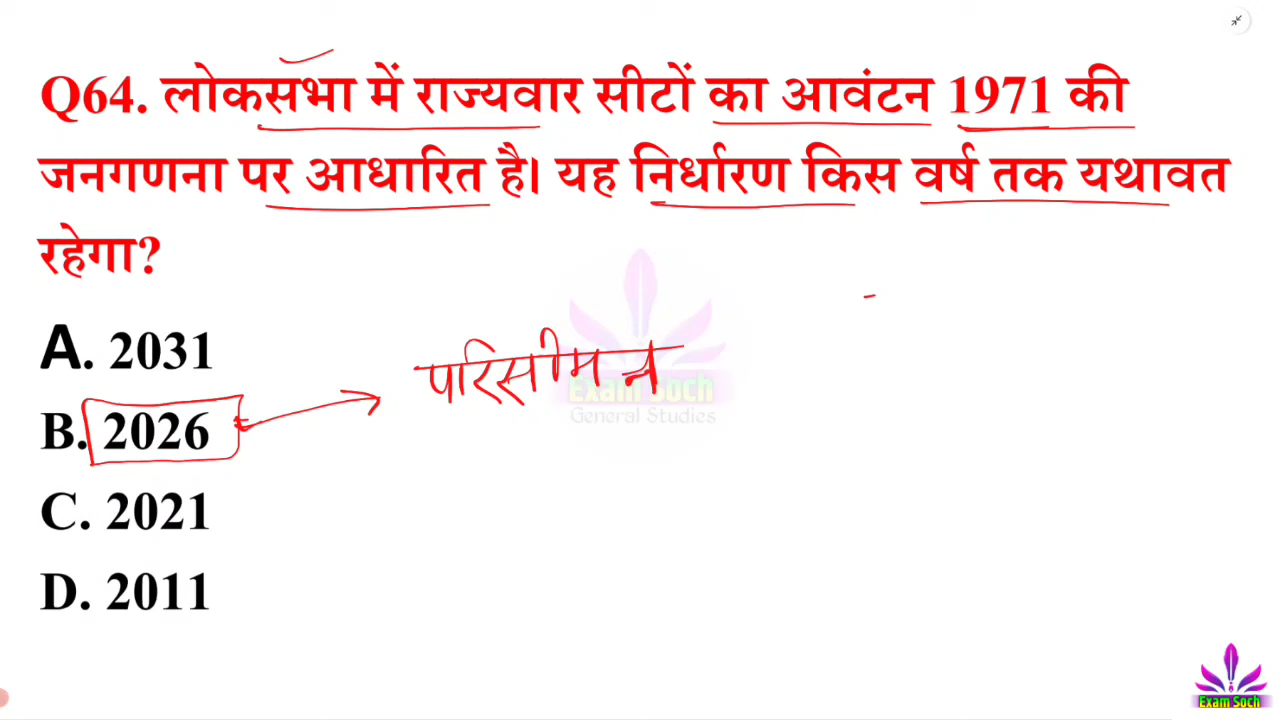 Q64. लोकसभा में राज्यवार सीटों का आवंटन 1971 की
जनगणना पर आधारित है। यह निर्धारण किस वर्ष तक यथावत
रहेगा?
A. 2031
B. 2026
परिसीमन
C. 2021
D. 2011
Exam Soch
General Studies
Exam Soch